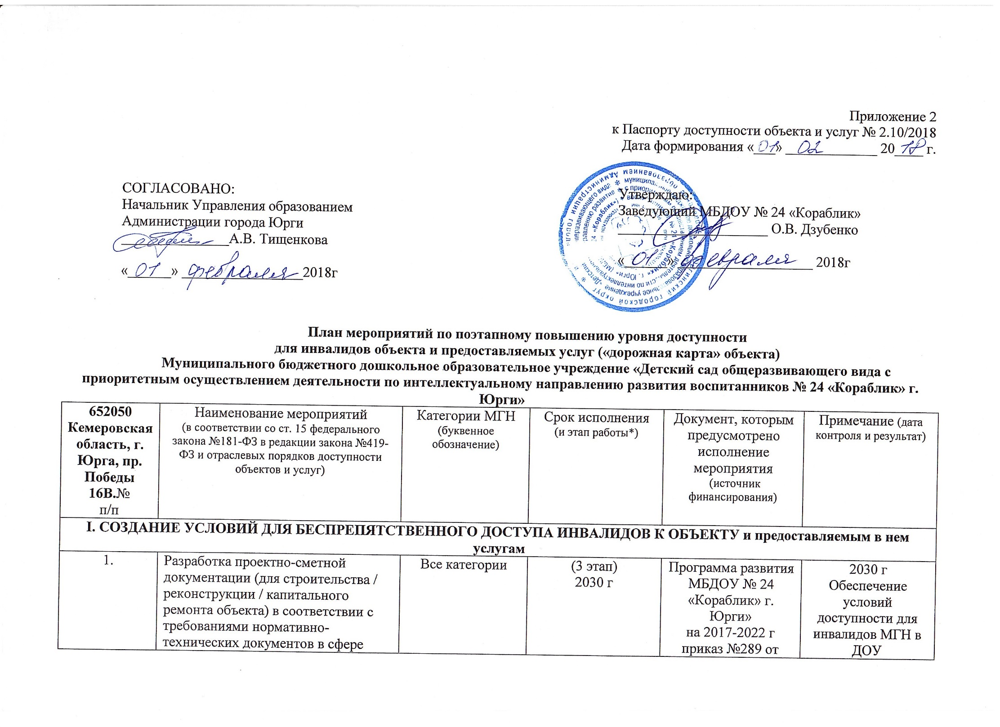 Приложение 2
к Паспорту доступности объекта и услуг № 2.10/2018
Дата формирования «01» 02 2018 г.
СОГЛАСОВАНО:
Начальник Управления образованием
Администрации города Юрги
А.В. Тищенкова
«01» февраля 2018г
Утверждаю:
Заведующий МБДОУ № 24 «Кораблик»
О.В. Дзубенко
«01» февраля 2018г
План мероприятий по поэтапному повышению уровня доступности
для инвалидов объекта и предоставляемых услуг («дорожная карта» объекта)
Муниципального бюджетного дошкольное образовательное учреждение «Детский сад общеразвивающего вида с
приоритетным осуществлением деятельности по интеллектуальному направлению развития воспитанников № 24 «Кораблик» г.
Юрги»
652050
Кемеровская
область, г.
Юрга, пр.
Победы
16В.№
п/п
Наименование мероприятий
(в соответствии со ст. 15 федерального
закона №181-ФЗ в редакции закона №419-
ФЗ и отраслевых порядков доступности
объектов и услуг)
Категории МГН
(буквенное
обозначение)
Срок исполнения
(и этап работы*)
Документ, которым
предусмотрено
исполнение
мероприятия
(источник
финансирования)
Примечание (дата
контроля и результат)
I. СОЗДАНИЕ УСЛОВИЙ ДЛЯ БЕСПРЕПЯТСТВЕННОГО ДОСТУПА ИНВАЛИДОВ К ОБЪЕКТУ и предоставляемым в нем
услугам
1.
Разработка проектно-сметной
документации (для строительства /
реконструкции / капитального
ремонта объекта) в соответствии с
требованиями нормативно-
технических документов в сфере
Все категории
(3 этап)
2030 г
Программа развития
МБДОУ № 24
«Кораблик» г.
Юрги»
на 2017-2022 г
приказ №289 от
2030 г
Обеспечение
условий
доступности для
инвалидов МГН в
ДОУ